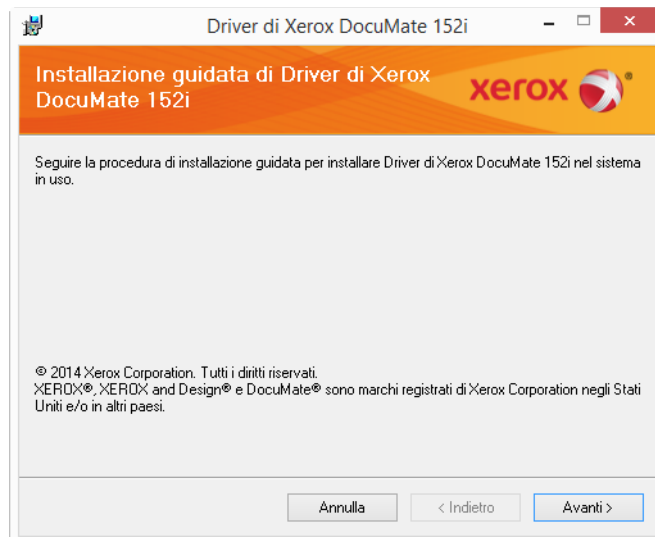 Driver di Xerox DocuMate 152i
Installazione guidata di Driver di Xerox
DocuMate 152i
xerox
Seguire la procedura di installazione guidata per installare Driver di Xerox DocuMate 152i nel sistema
in uso.
© 2014 Xerox Corporation. Tutti i diritti riservati.
XEROX®, XEROX and Design® e DocuMate® sono marchi registrati di Xerox Corporation negli Stati
Uniti e/o in altri paesi.
Annulla < Indietro Avanti >